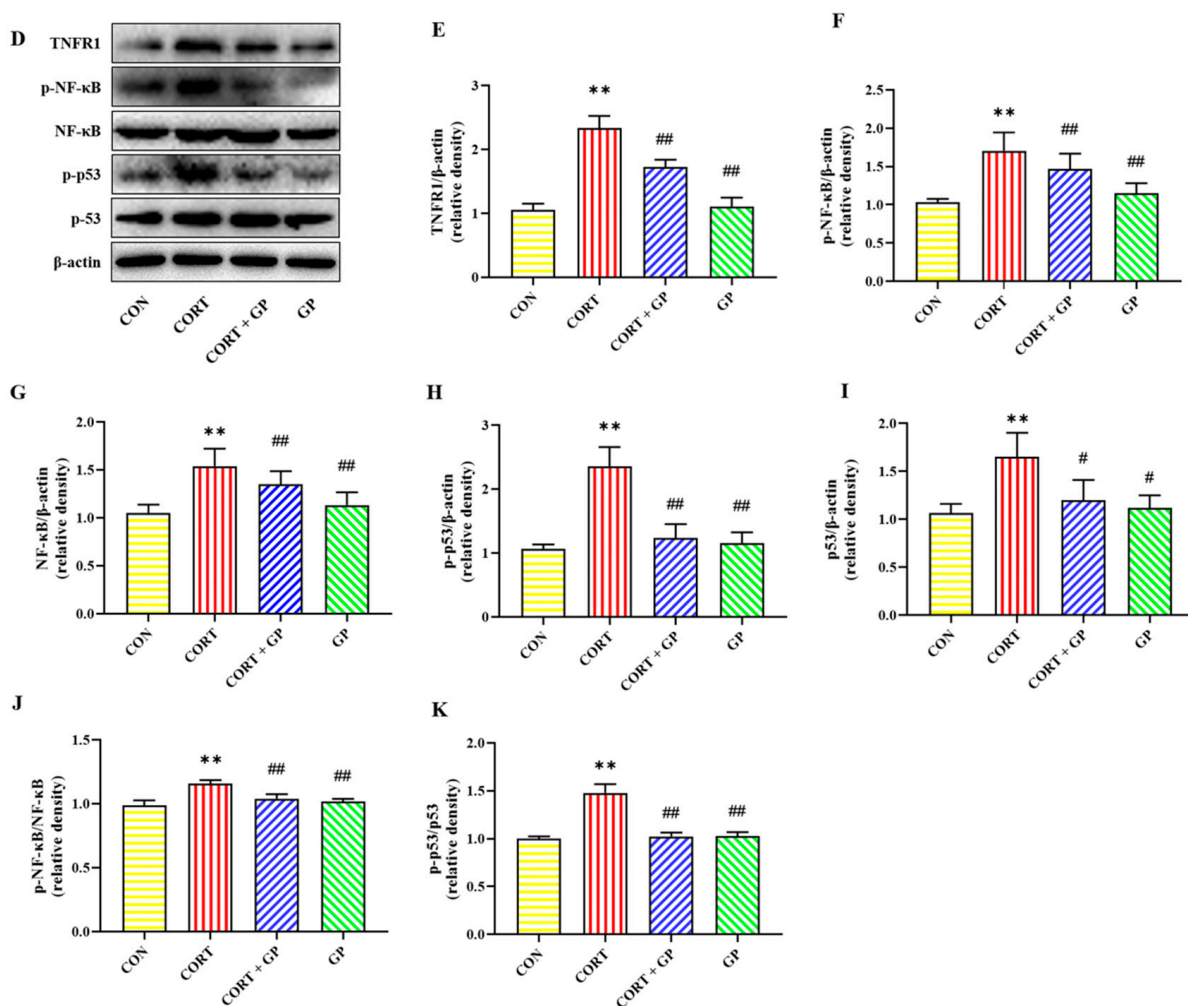 D
TNFR1
p-NF-κB
NF-κB
p-p53
p-53
β-actin
CON
CORT
CORT + GP
GP
E
TNFR1/β-actin
(relative density)
3
2
1
0
**
##
##
CON
CORT
CORT + GP
GP
F
p-NF-κB/β-actin
(relative density)
2.5
2.0
1.5
1.0
0.5
0.0
**
##
##
CON
CORT
CORT + GP
GP
G
NF-κB/β-actin
(relative density)
2.0
1.5
1.0
0.5
0.0
**
##
##
CON
CORT
CORT + GP
GP
H
p-p53/β-actin
(relative density)
3
2
1
0
**
##
##
CON
CORT
CORT + GP
GP
I
p53/β-actin
(relative density)
2.0
1.5
1.0
0.5
0.0
**
#
#
CON
CORT
CORT + GP
GP
J
p-NF-κB/NF-κB
(relative density)
1.5
1.0
0.5
0.0
**
##
##
CON
CORT
CORT + GP
GP
K
p-p53/p53
(relative density)
2.0
1.5
1.0
0.5
0.0
**
##
##
CON
CORT
CORT + GP
GP